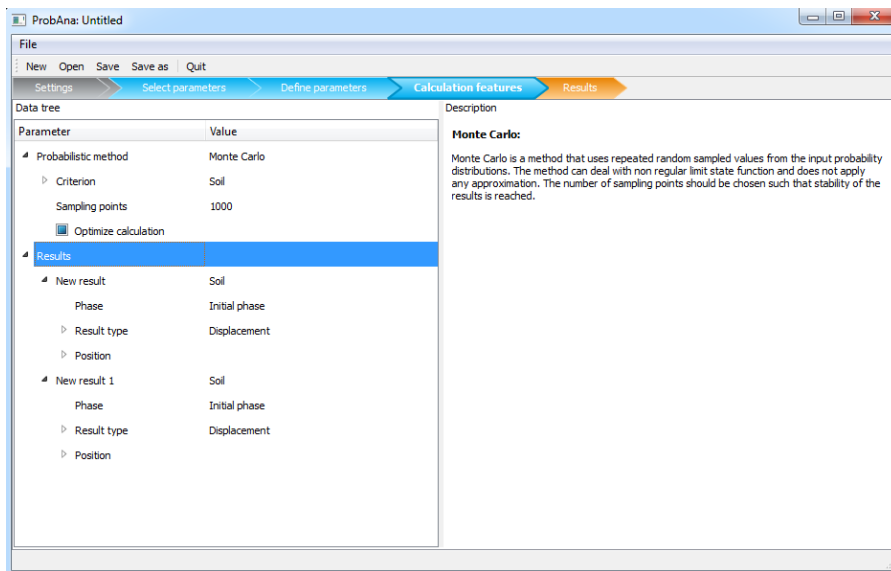 ProbAna: Untitled
File
New Open Save Save as Quit
Settings Select parameters Define parameters Calculation features Results
Data tree
Parameter Value
Probabilistic method Monte Carlo
Criterion Soil
Sampling points 1000
Optimize calculation
Results
New result Soil
Phase Initial phase
Result type Displacement
Position
New result 1 Soil
Phase Initial phase
Result type Displacement
Position
Description
Monte Carlo:
Monte Carlo is a method that uses repeated random sampled values from the input probability
distributions. The method can deal with non regular limit state function and does not apply
any approximation. The number of sampling points should be chosen such that stability of the
results is reached.